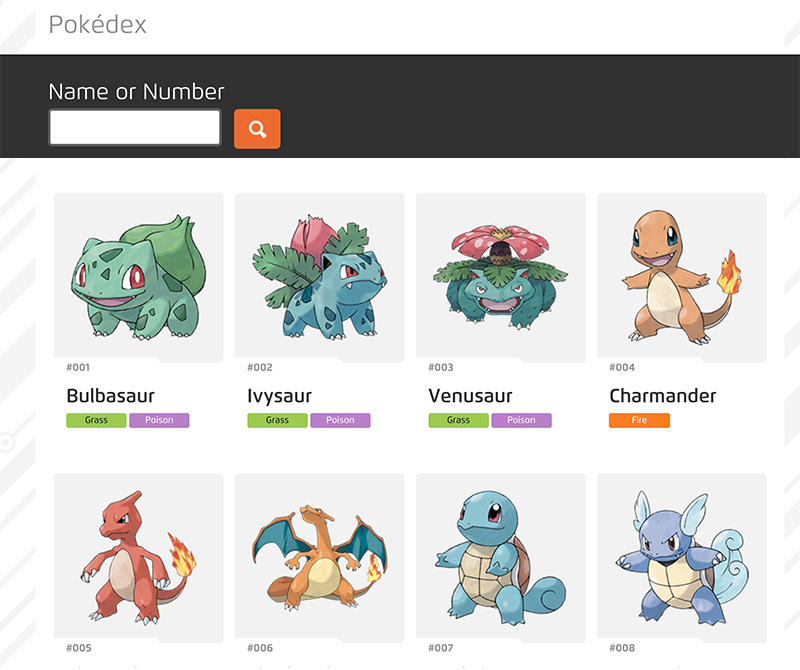 Pokédex
Name or Number
#001 #002 #003 #004
Bulbasaur Ivysaur Venusaur Charmander
Grass Poison Grass Poison Grass Poison Fire
#005 #006 #007 #008